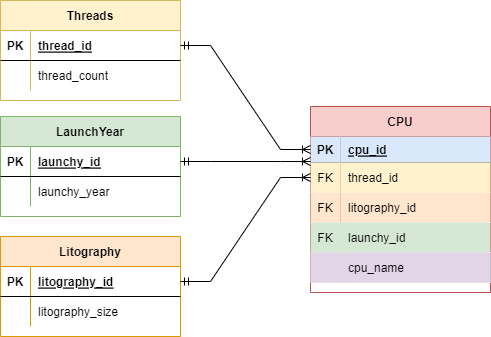 Threads
PK thread_id
thread_count
LaunchYear
PK launchy_id
launchy_year
Litography
PK litography_id
litography_size
CPU
PK cpu_id
FK thread_id
FK litography_id
FK launchy_id
cpu_name